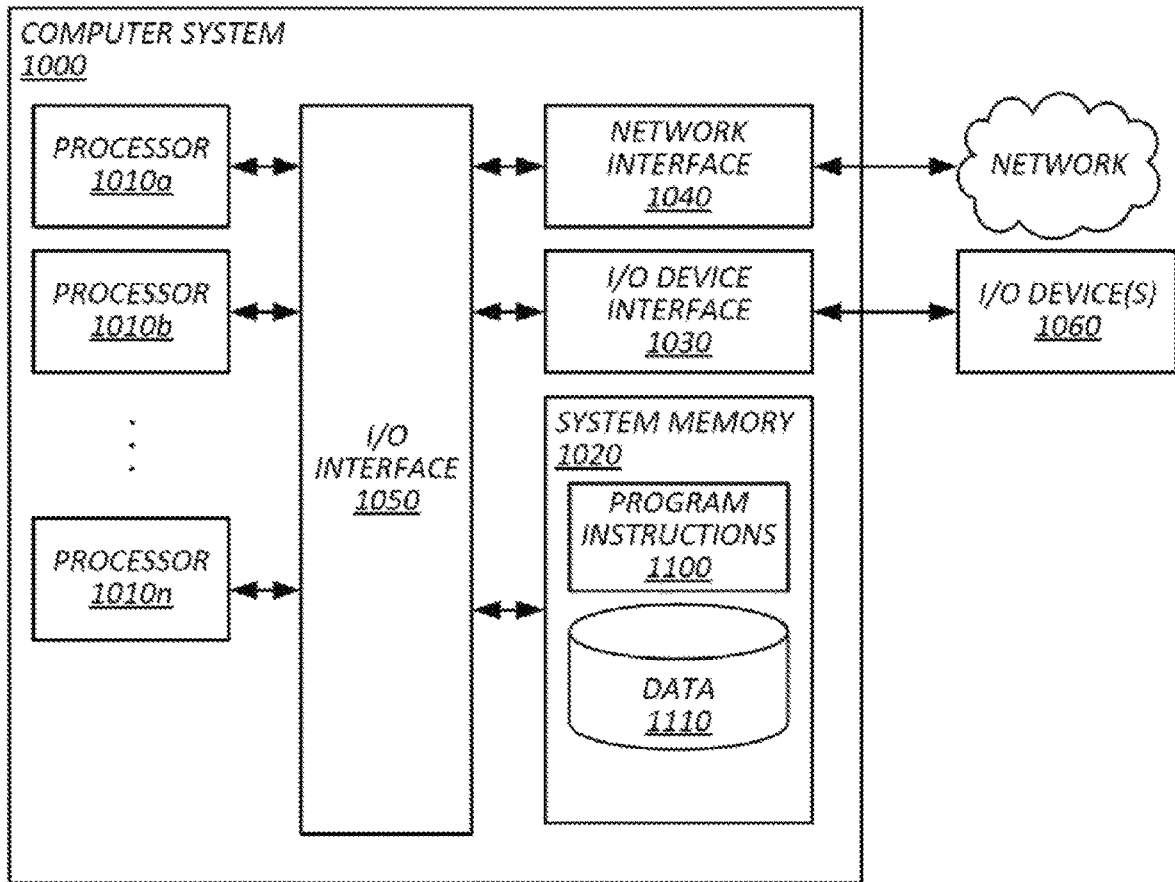 COMPUTER SYSTEM
1000
PROCESSOR
1010a
PROCESSOR
1010b
PROCESSOR
1010n
I/O
INTERFACE
1050
NETWORK
INTERFACE
1040
I/O DEVICE
INTERFACE
1030
SYSTEM MEMORY
1020
PROGRAM
INSTRUCTIONS
1100
DATA
1110
NETWORK
I/O DEVICE(S)
1060